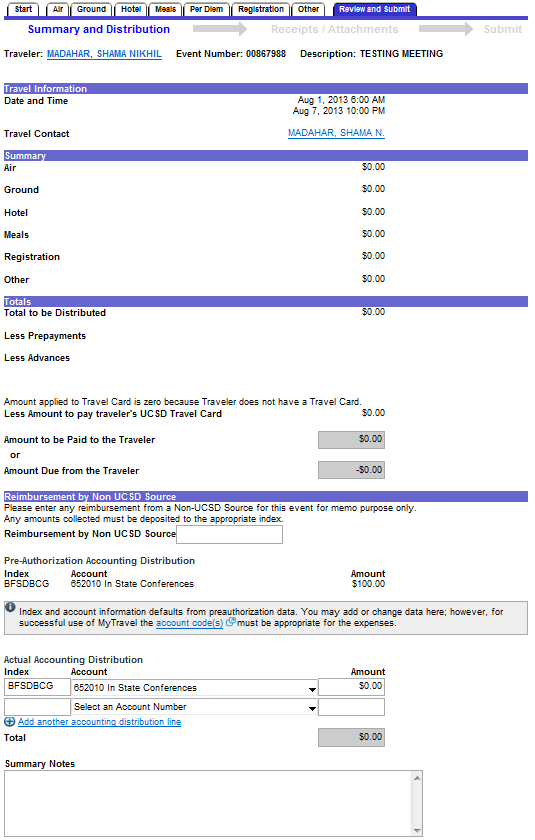 Start Air Ground Hotel Meals Per Diem Registration Other Review and Submit
Summary and Distribution Receipts / Attachments Submit
Traveler: MADAHAR, SHAMA NIKHIL Event Number: 00867988 Description: TESTING MEETING
Travel Information
Date and Time Aug 1, 2013 6:00 AM
Aug 7, 2013 10:00 PM
Travel Contact MADAHAR, SHAMA N.
Summary
Air $0.00
Ground $0.00
Hotel $0.00
Meals $0.00
Registration $0.00
Other $0.00
Totals
Total to be Distributed $0.00
Less Prepayments
Less Advances
Amount applied to Travel Card is zero because Traveler does not have a Travel Card.
Less Amount to pay traveler's UCSD Travel Card $0.00
Amount to be Paid to the Traveler $0.00
or
Amount Due from the Traveler -$0.00
Reimbursement by Non UCSD Source
Please enter any reimbursement from a Non-UCSD Source for this event for memo purpose only.
Any amounts collected must be deposited to the appropriate index.
Reimbursement by Non UCSD Source
Pre-Authorization Accounting Distribution
Index Account Amount
BFSDBCG 652010 In State Conferences $100.00
Index and account information defaults from preauthorization data. You may add or change data here; however, for
successful use of MyTravel the account code(s) must be appropriate for the expenses.
Actual Accounting Distribution
Index Account Amount
BFSDBCG 652010 In State Conferences $0.00
Select an Account Number
Add another accounting distribution line
Total $0.00
Summary Notes